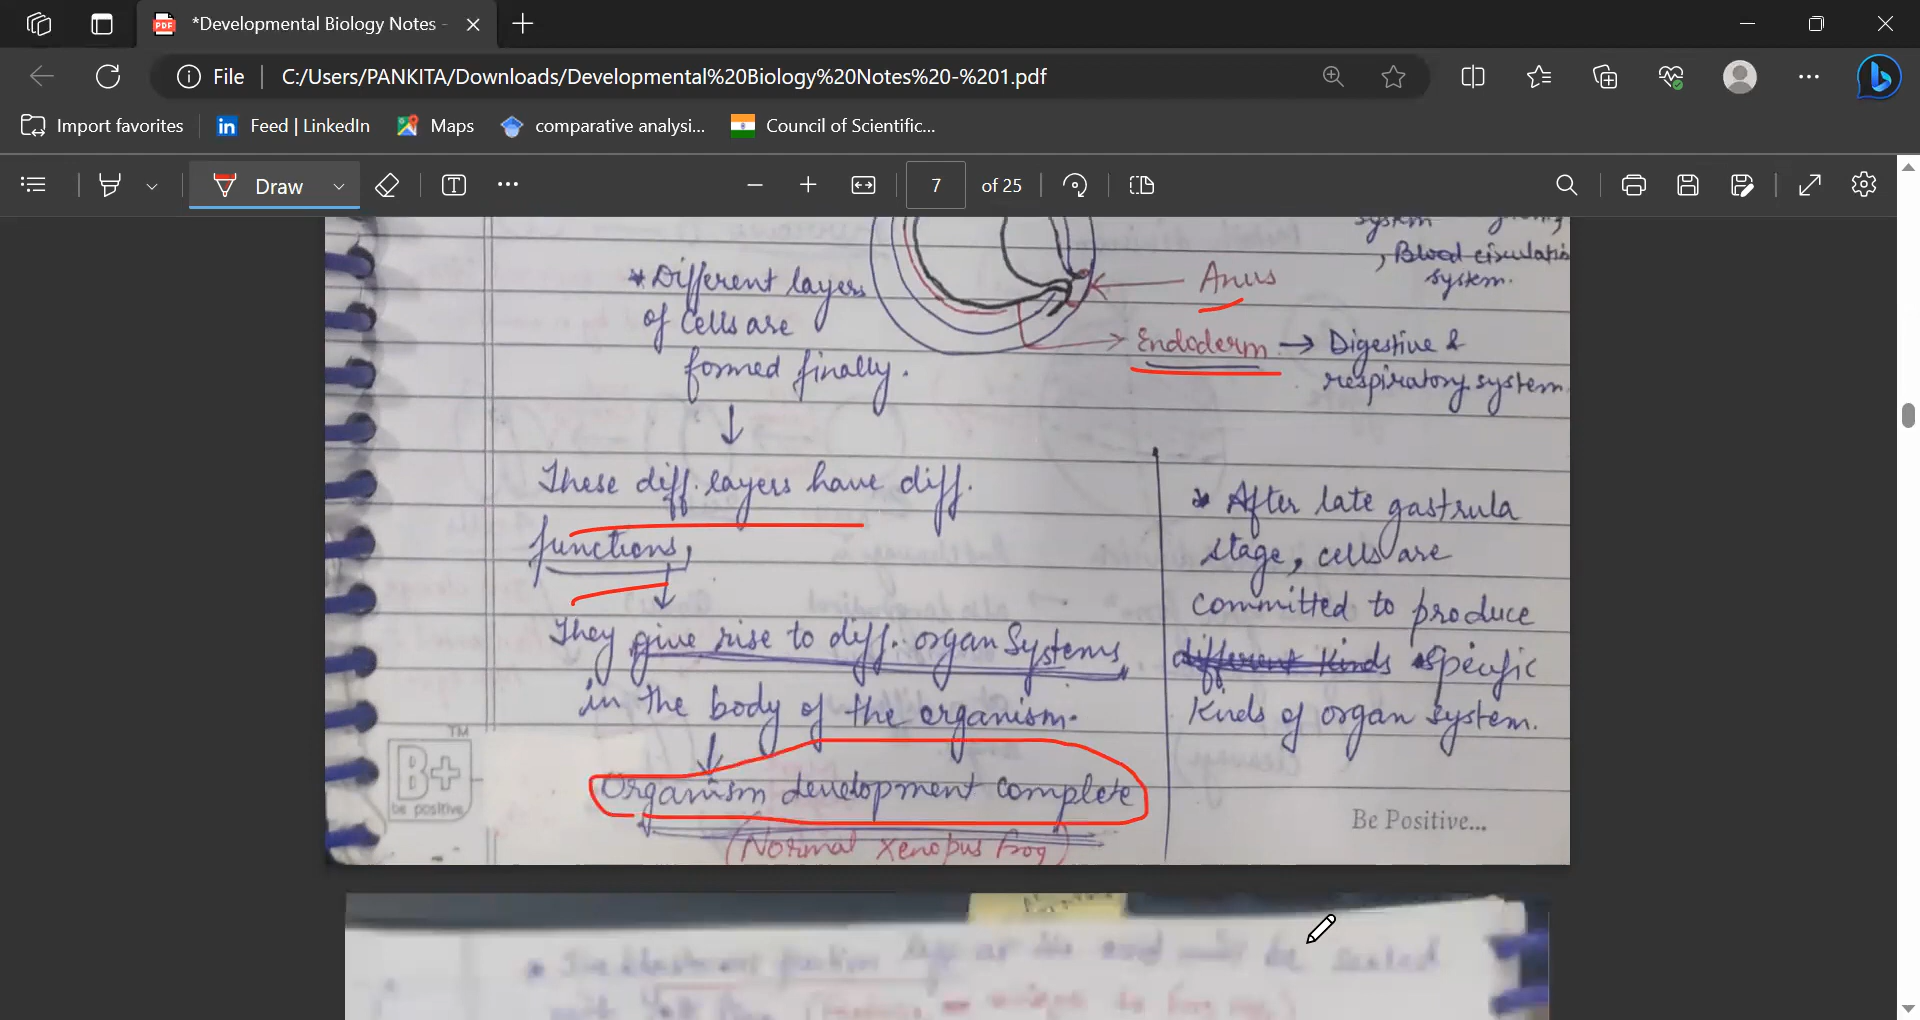 *Developmental Biology Notes -
File
C:/Users/PANKITA/Downloads/Developmental%20Biology%20Notes%20-%201.pdf
Import favorites
Feed | LinkedIn
Maps
comparative analysi...
Council of Scientific...
Draw
7 of 25
system
, Blood circulatio
system.
Anus
* Different layers
of cells are
formed finally.
Endoderm → Digestive &
respiratory system.
↓
These diff. layers have diff.
functions,
↓
They give rise to diff. organ systems
in the body of the organism.
↓
Organism development complete
(Normal Xenopus frog)
* After late gastrula
stage, cells are
committed to produce
different kinds specific
kinds of organ system.
TM
B+
be positive
Be Positive...